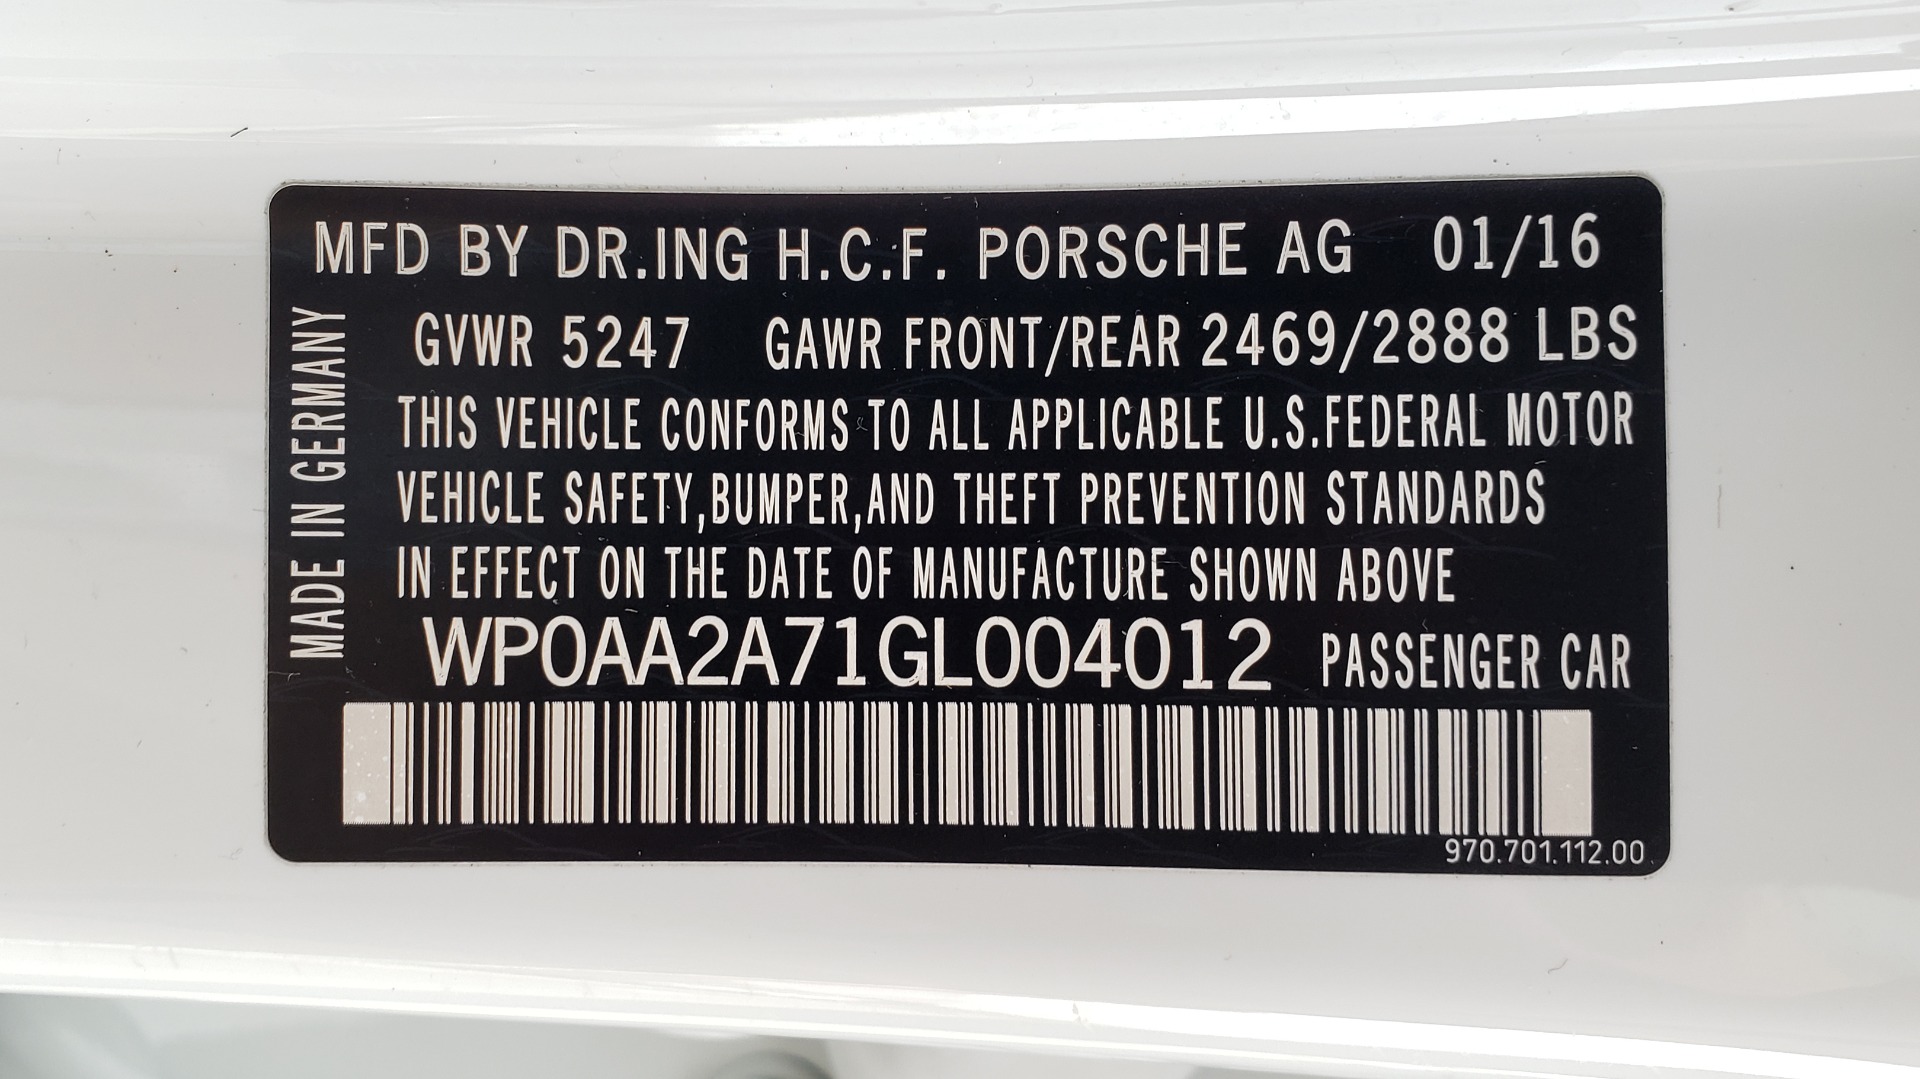 MFD BY DR.ING H.C.F. PORSCHE AG 01/16
GVWR 5247 GAWR FRONT/REAR 2469/2888 LBS
THIS VEHICLE CONFORMS TO ALL APPLICABLE U.S.FEDERAL MOTOR
VEHICLE SAFETY,BUMPER,AND THEFT PREVENTION STANDARDS
IN EFFECT ON THE DATE OF MANUFACTURE SHOWN ABOVE
WP0AA2A71GL004012 PASSENGER CAR
970.701.112.00
MADE IN GERMANY